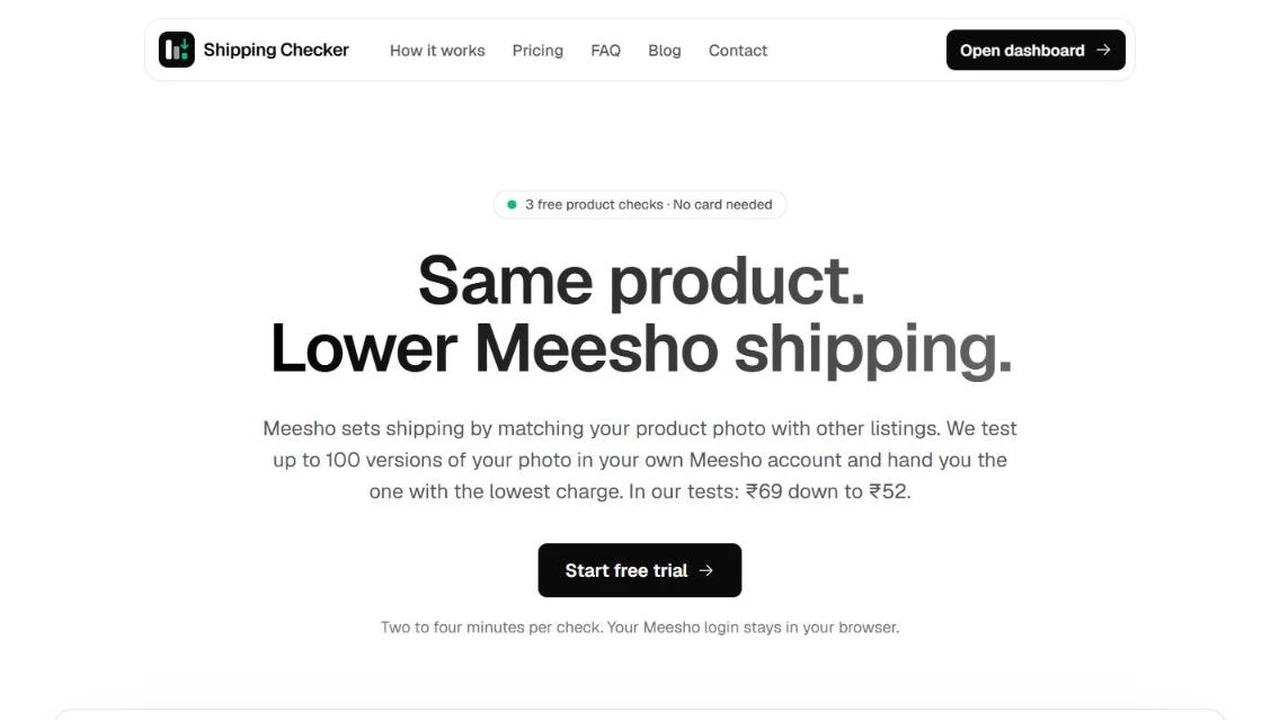 Shipping Checker
How it works
Pricing
FAQ
Blog
Contact
Open dashboard →
3 free product checks · No card needed
Same product.
Lower Meesho shipping.
Meesho sets shipping by matching your product photo with other listings. We test
up to 100 versions of your photo in your own Meesho account and hand you the
one with the lowest charge. In our tests: ₹69 down to ₹52.
Start free trial →
Two to four minutes per check. Your Meesho login stays in your browser.